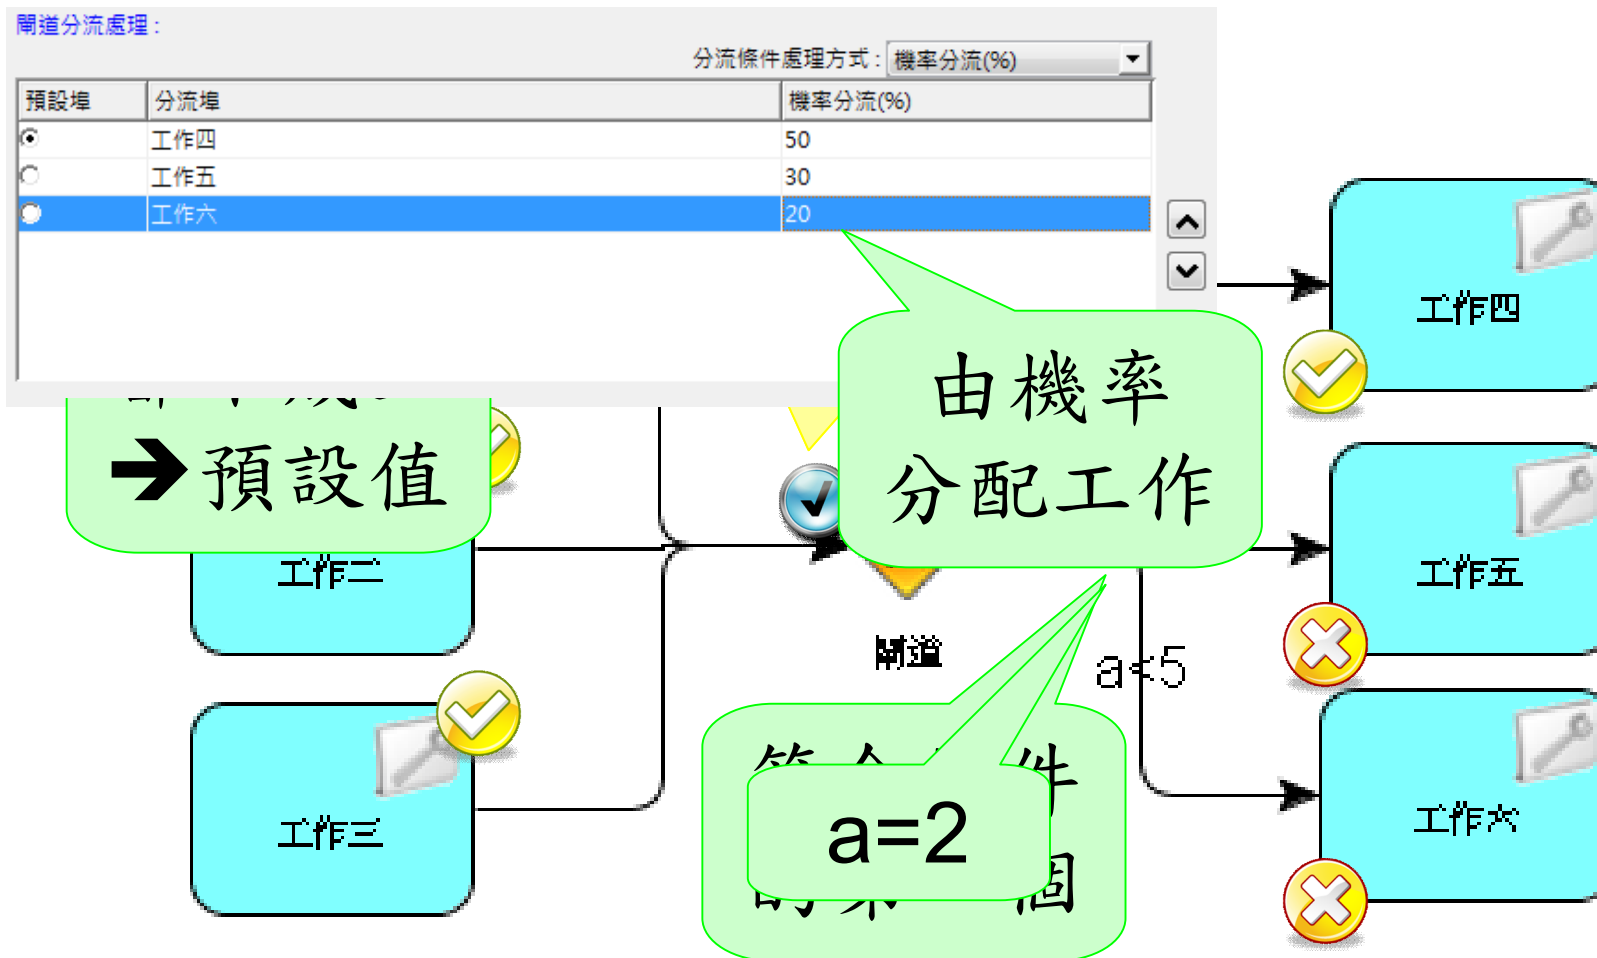 閘道分流處理：
分流條件處理方式： 機率分流(%)
預設埠 分流埠 機率分流(%)
工作四 50
工作五 30
工作六 20
工作四
由機率
分配工作
➔預設值
工作二
工作五
閘道
a<5
工作三
件
a=2
個
工作六